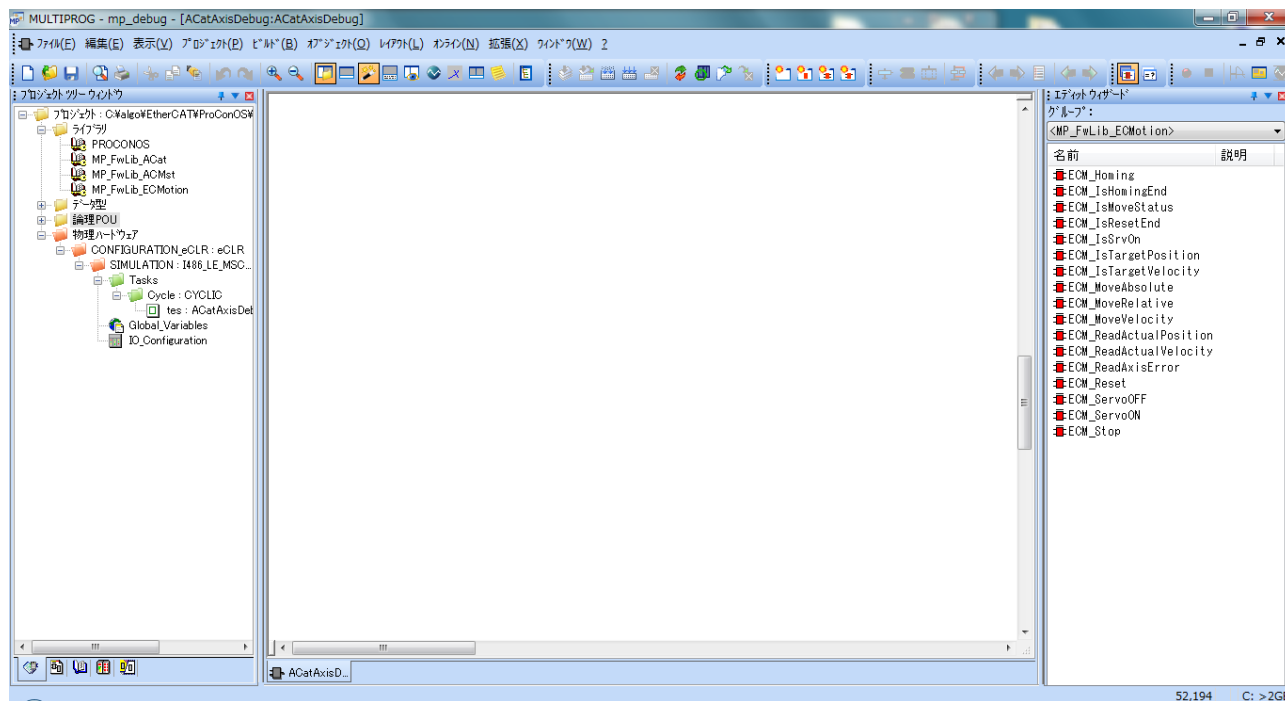 MULTIPROG - mp_debug - [ACatAxisDebug:ACatAxisDebug]
ファイル(F) 編集(E) 表示(V) プロジェクト(P) ビルド(B) オブジェクト(O) レイアウト(L) オンライン(N) 拡張(X) ウィンドウ(W) ?
プロジェクト ツリー ウィンドウ
プロジェクト : C:¥algo¥EtherCAT¥ProConOS¥
ライブラリ
PROCONOS
MP_FwLib_ACat
MP_FwLib_ACMst
MP_FwLib_ECMotion
データ型
論理POU
物理ハードウェア
CONFIGURATION_eCLR : eCLR
SIMULATION : I486_LE_MSC...
Tasks
Cycle : CYCLIC
tes : ACatAxisDeb
Global_Variables
IO_Configuration
ACatAxisD...
エディット ウィザード
グループ :
<MP_FwLib_ECMotion>
名前 説明
ECM_Homing
ECM_IsHomingEnd
ECM_IsMoveStatus
ECM_IsResetEnd
ECM_IsSrvOn
ECM_IsTargetPosition
ECM_IsTargetVelocity
ECM_MoveAbsolute
ECM_MoveRelative
ECM_MoveVelocity
ECM_ReadActualPosition
ECM_ReadActualVelocity
ECM_ReadAxisError
ECM_Reset
ECM_ServoOFF
ECM_ServoON
ECM_Stop
52,194 C: >2GB